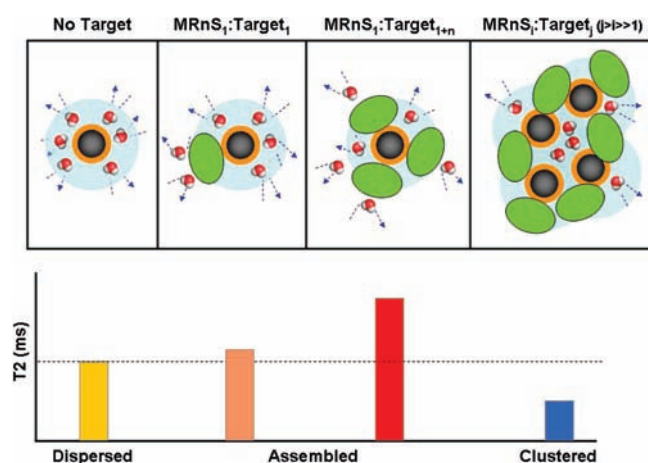 No Target MRnS₁:Target₁ MRnS₁:Target₁₊ₙ MRnSᵢ:Targetⱼ (j>i>>1)
T2 (ms)
Dispersed Assembled Clustered